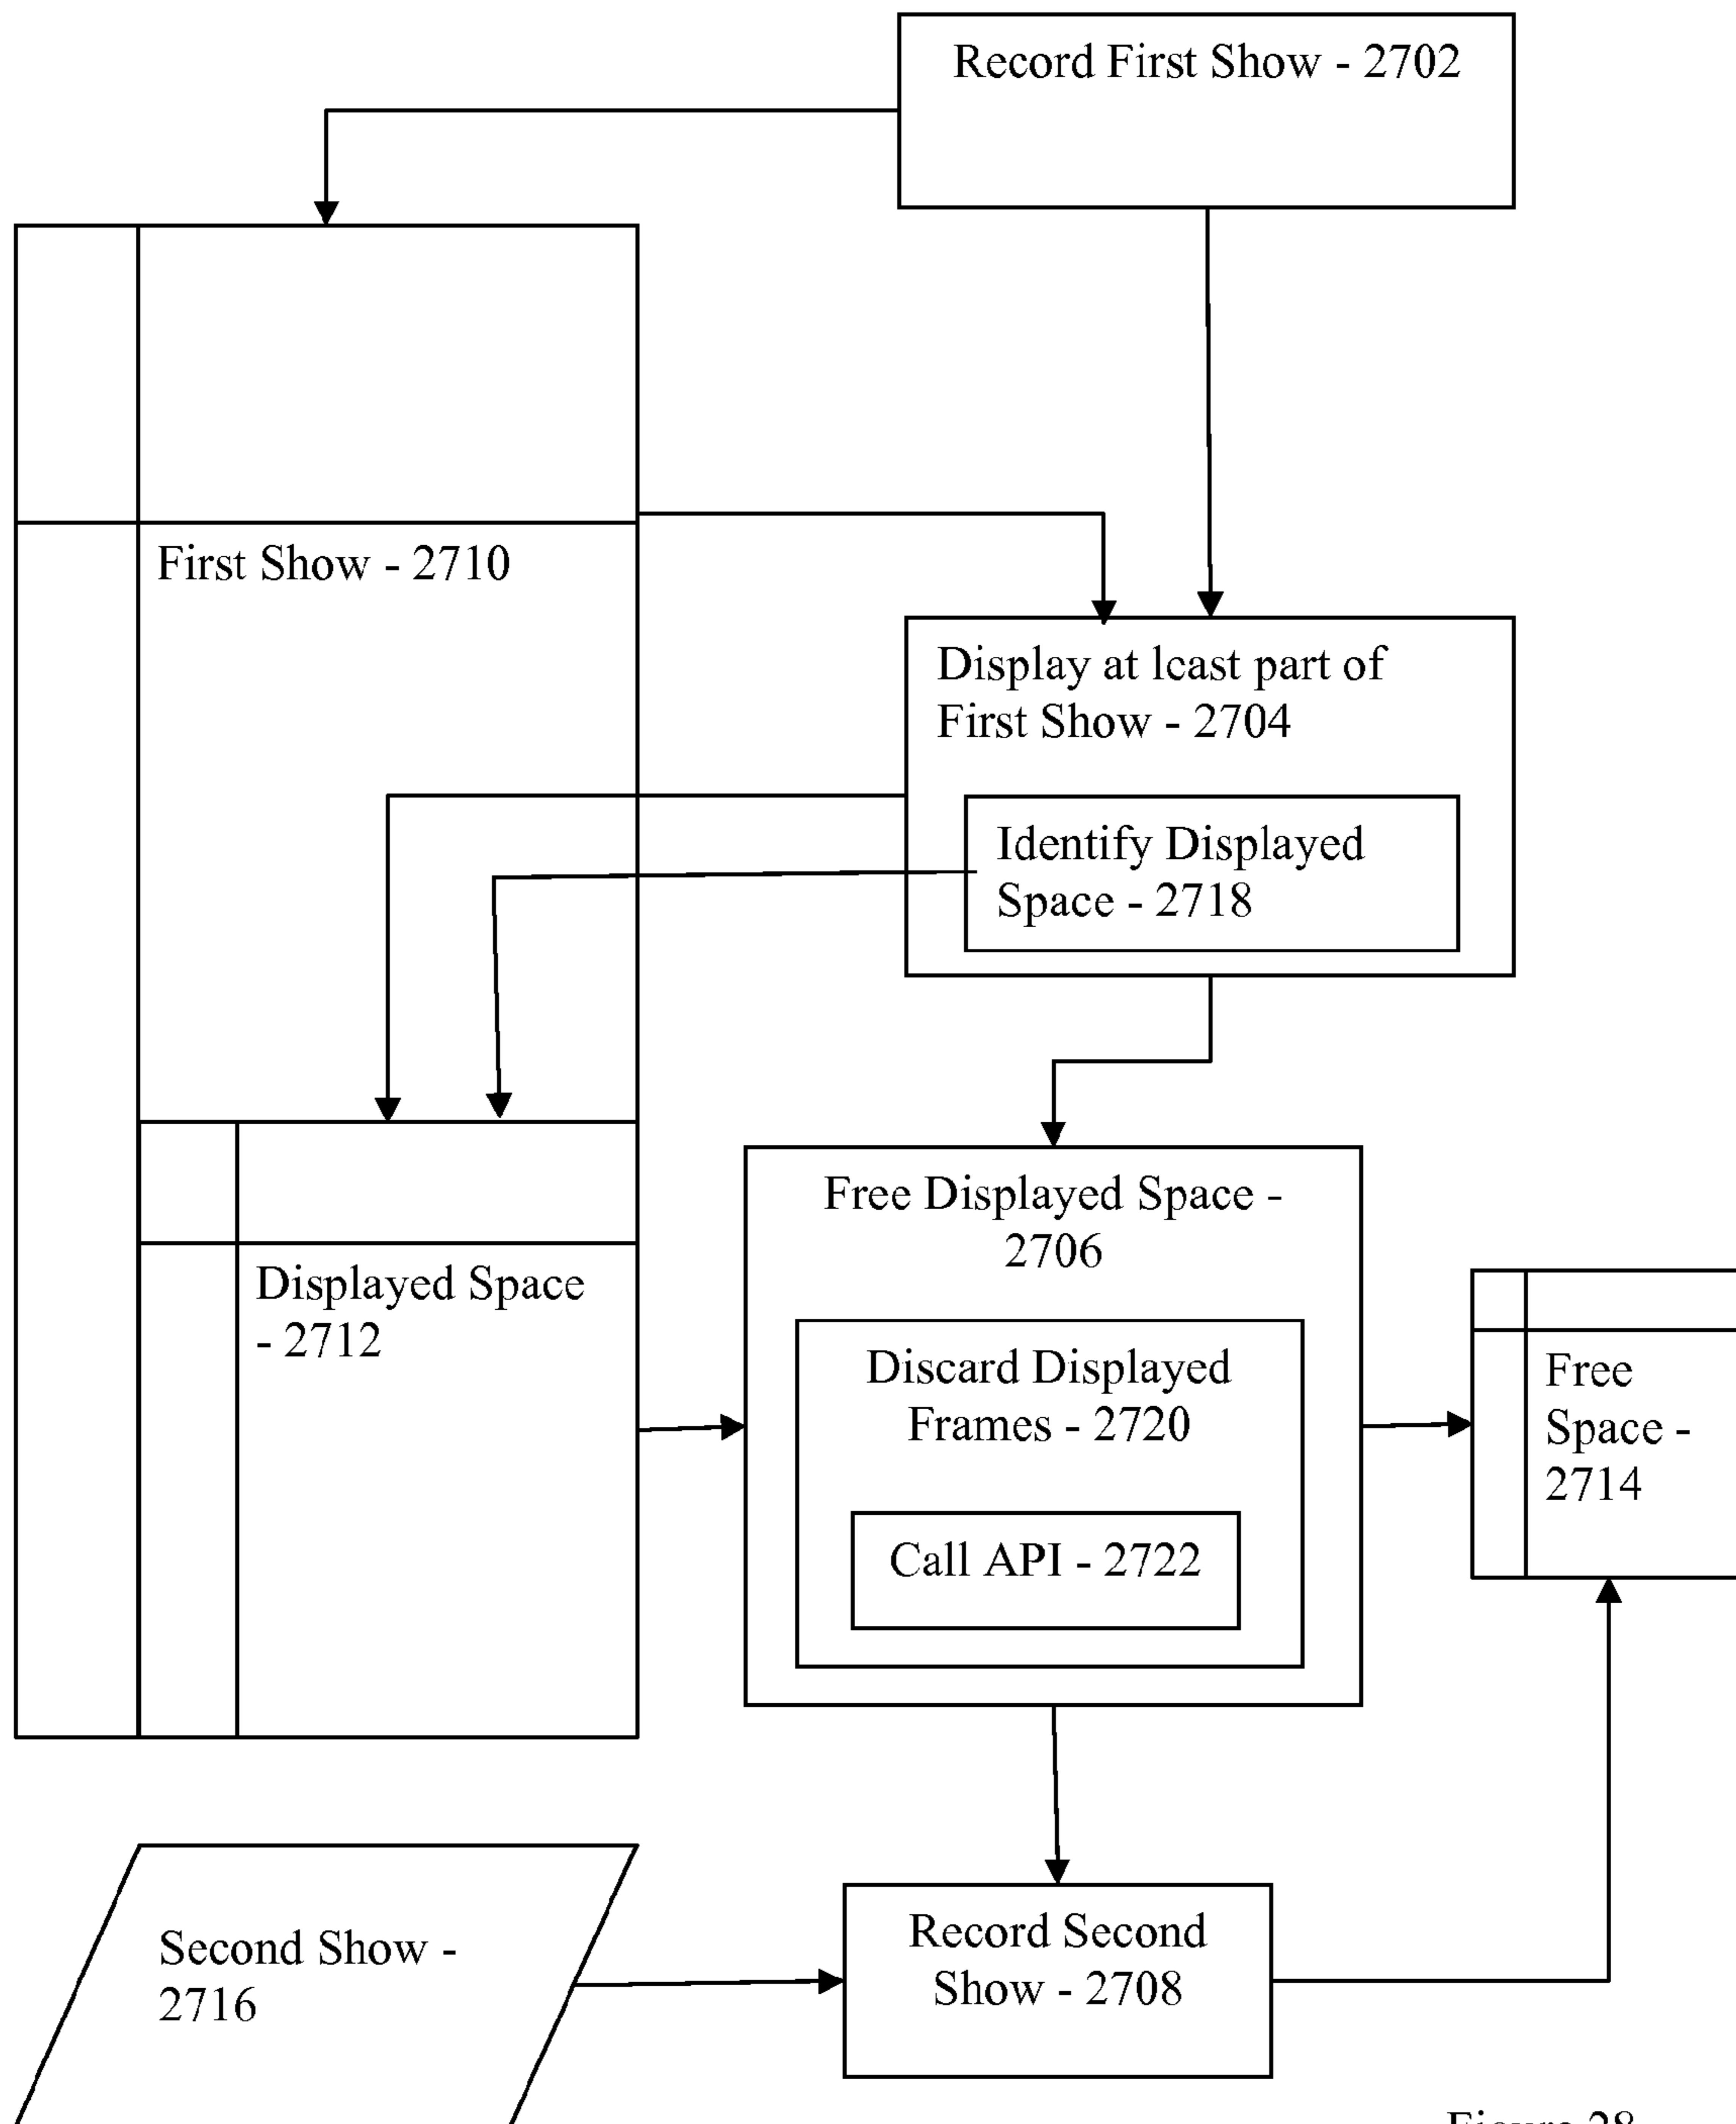 Record First Show - 2702
First Show - 2710
Display at lcast part of
First Show - 2704
Identify Displayed
Space - 2718
Free Displayed Space -
2706
Displayed Space
- 2712
Discard Displayed
Frames - 2720
Free
Space -
2714
Call API - 2722
Second Show -
2716
Record Second
Show - 2708
Figure 28